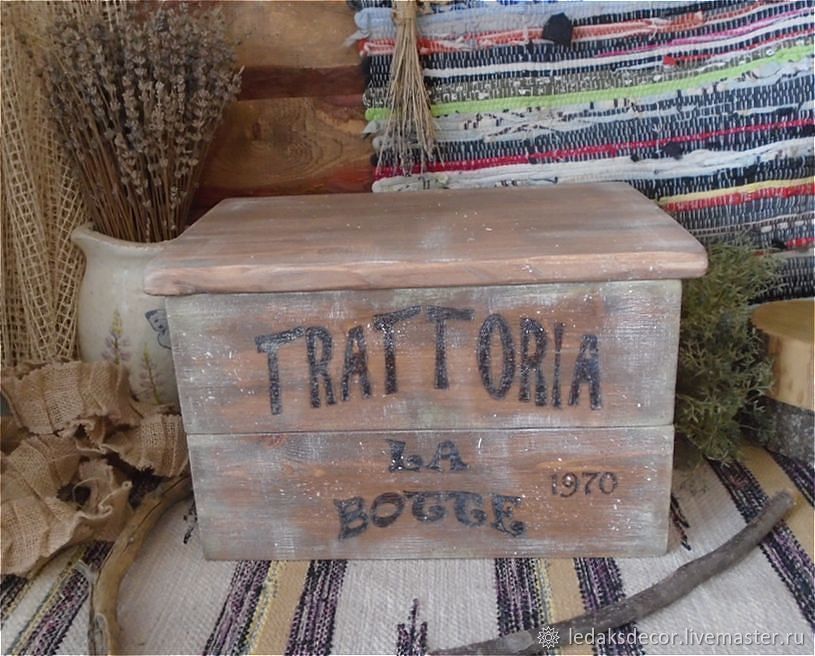 TRATTORIA
LA
BOTTE
1970
ledaksdecor.livemaster.ru